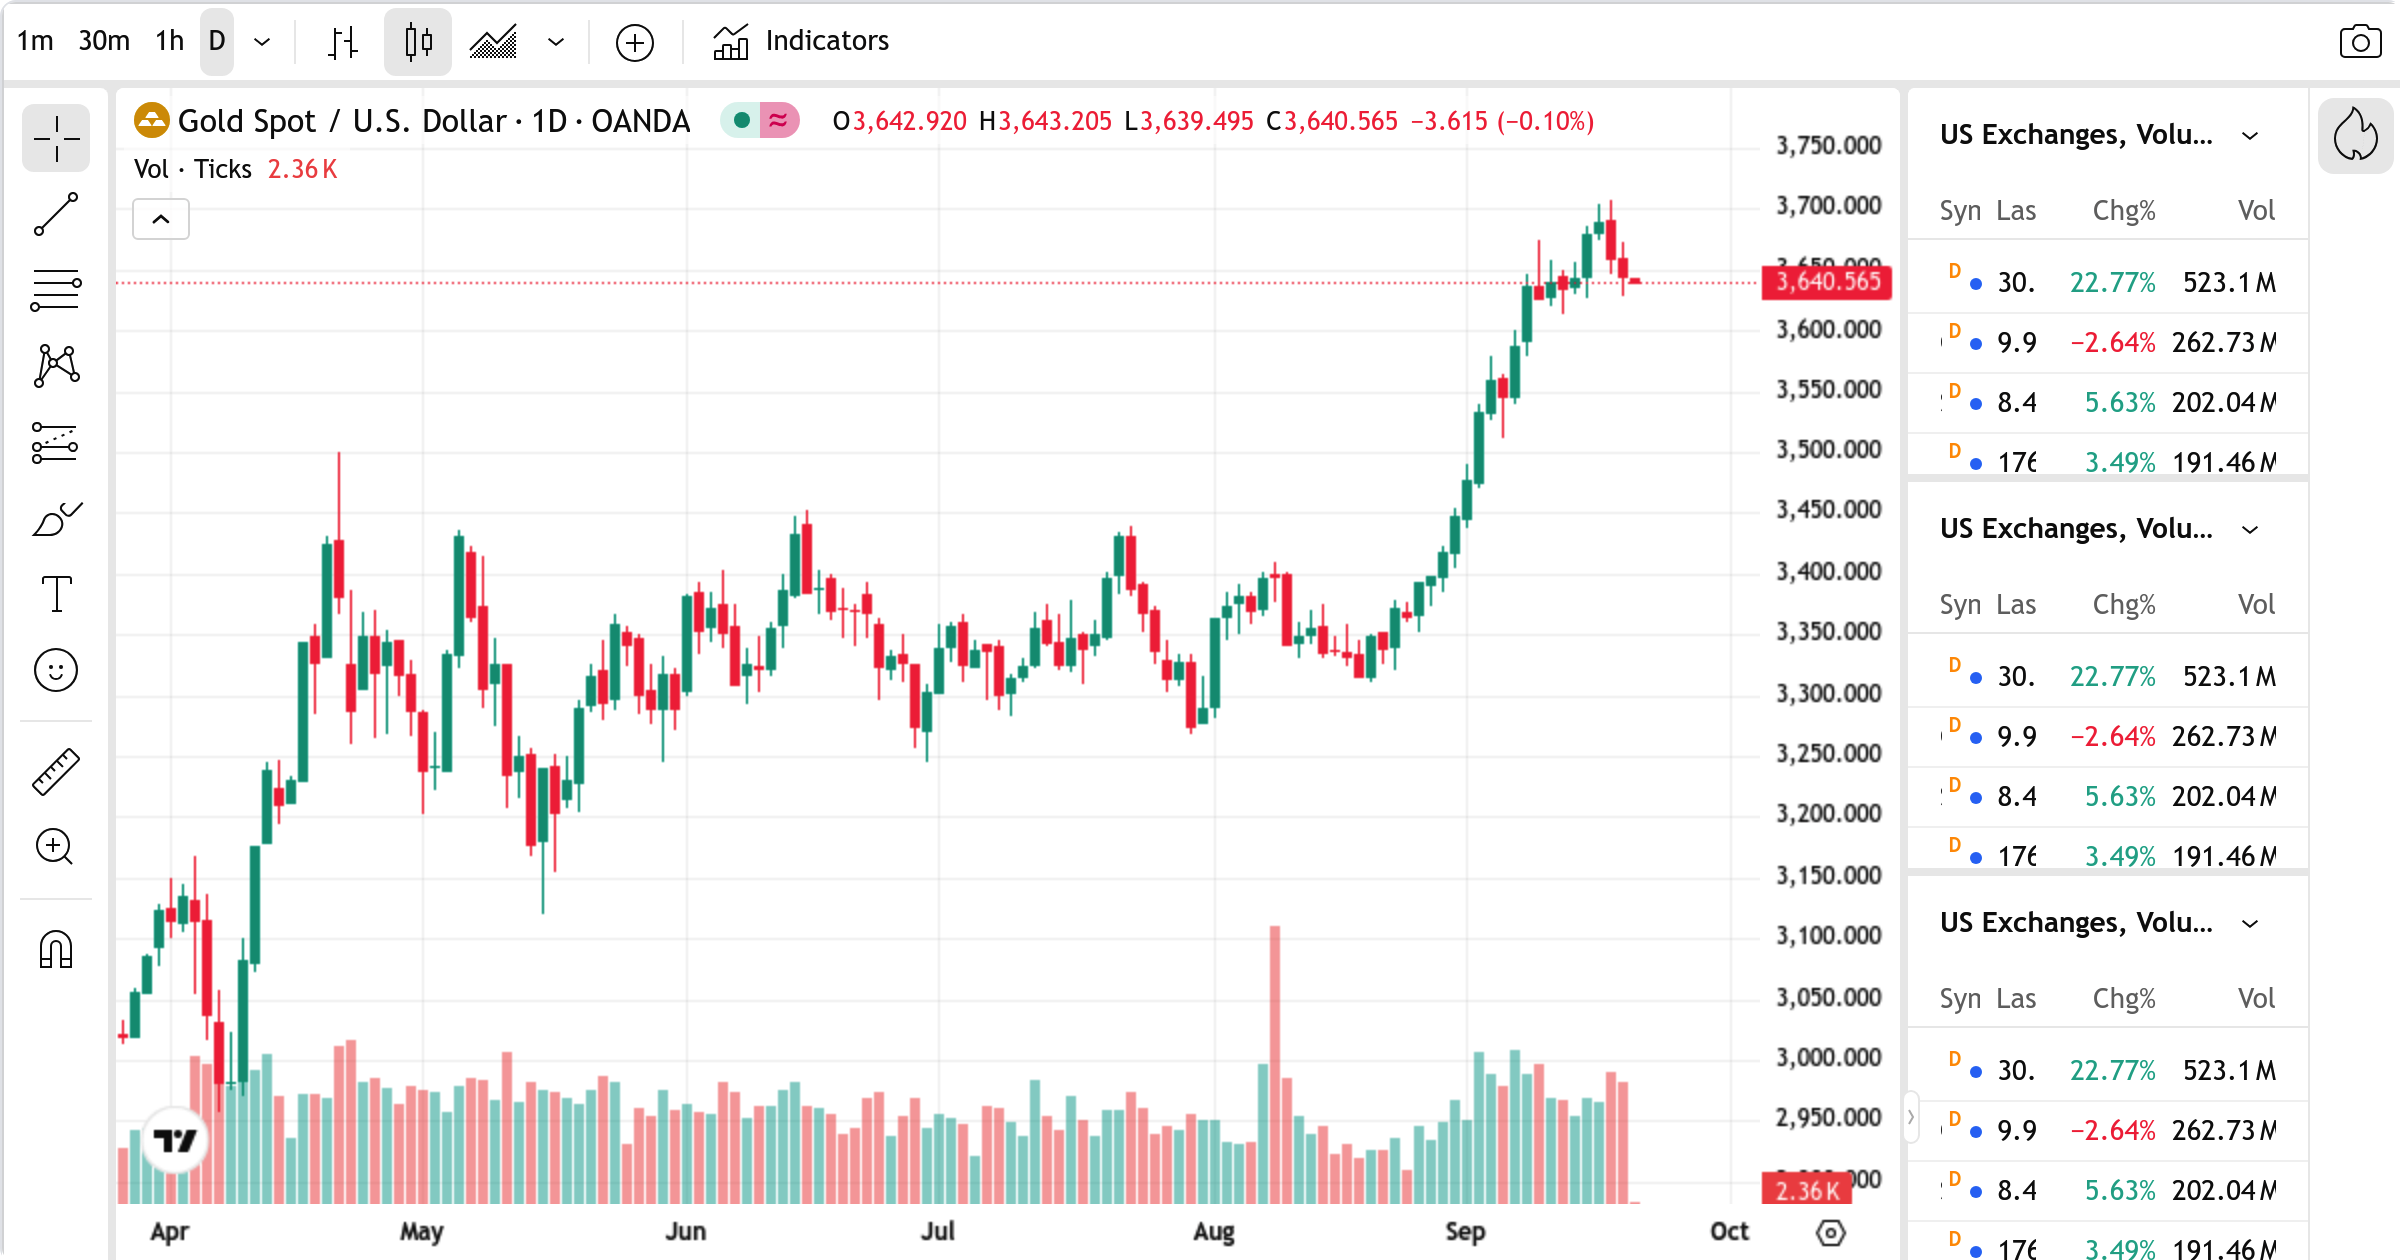 1m 30m 1h D Indicators
Gold Spot / U.S. Dollar · 1D · OANDA O3,642.920 H3,643.205 L3,639.495 C3,640.565 −3.615 (−0.10%)
Vol · Ticks 2.36 K
3,750.000
3,700.000
3,640.565
3,600.000
3,550.000
3,500.000
3,450.000
3,400.000
3,350.000
3,300.000
3,250.000
3,200.000
3,150.000
3,100.000
3,050.000
3,000.000
2,950.000
2.36 K
Apr May Jun Jul Aug Sep Oct
US Exchanges, Volu...
Syn Las Chg% Vol
D 30. 22.77% 523.1 M
D 9.9 −2.64% 262.73 M
D 8.4 5.63% 202.04 M
D 176 3.49% 191.46 M
US Exchanges, Volu...
Syn Las Chg% Vol
D 30. 22.77% 523.1 M
D 9.9 −2.64% 262.73 M
D 8.4 5.63% 202.04 M
D 176 3.49% 191.46 M
US Exchanges, Volu...
Syn Las Chg% Vol
D 30. 22.77% 523.1 M
D 9.9 −2.64% 262.73 M
D 8.4 5.63% 202.04 M
D 176 3.49% 191.46 M